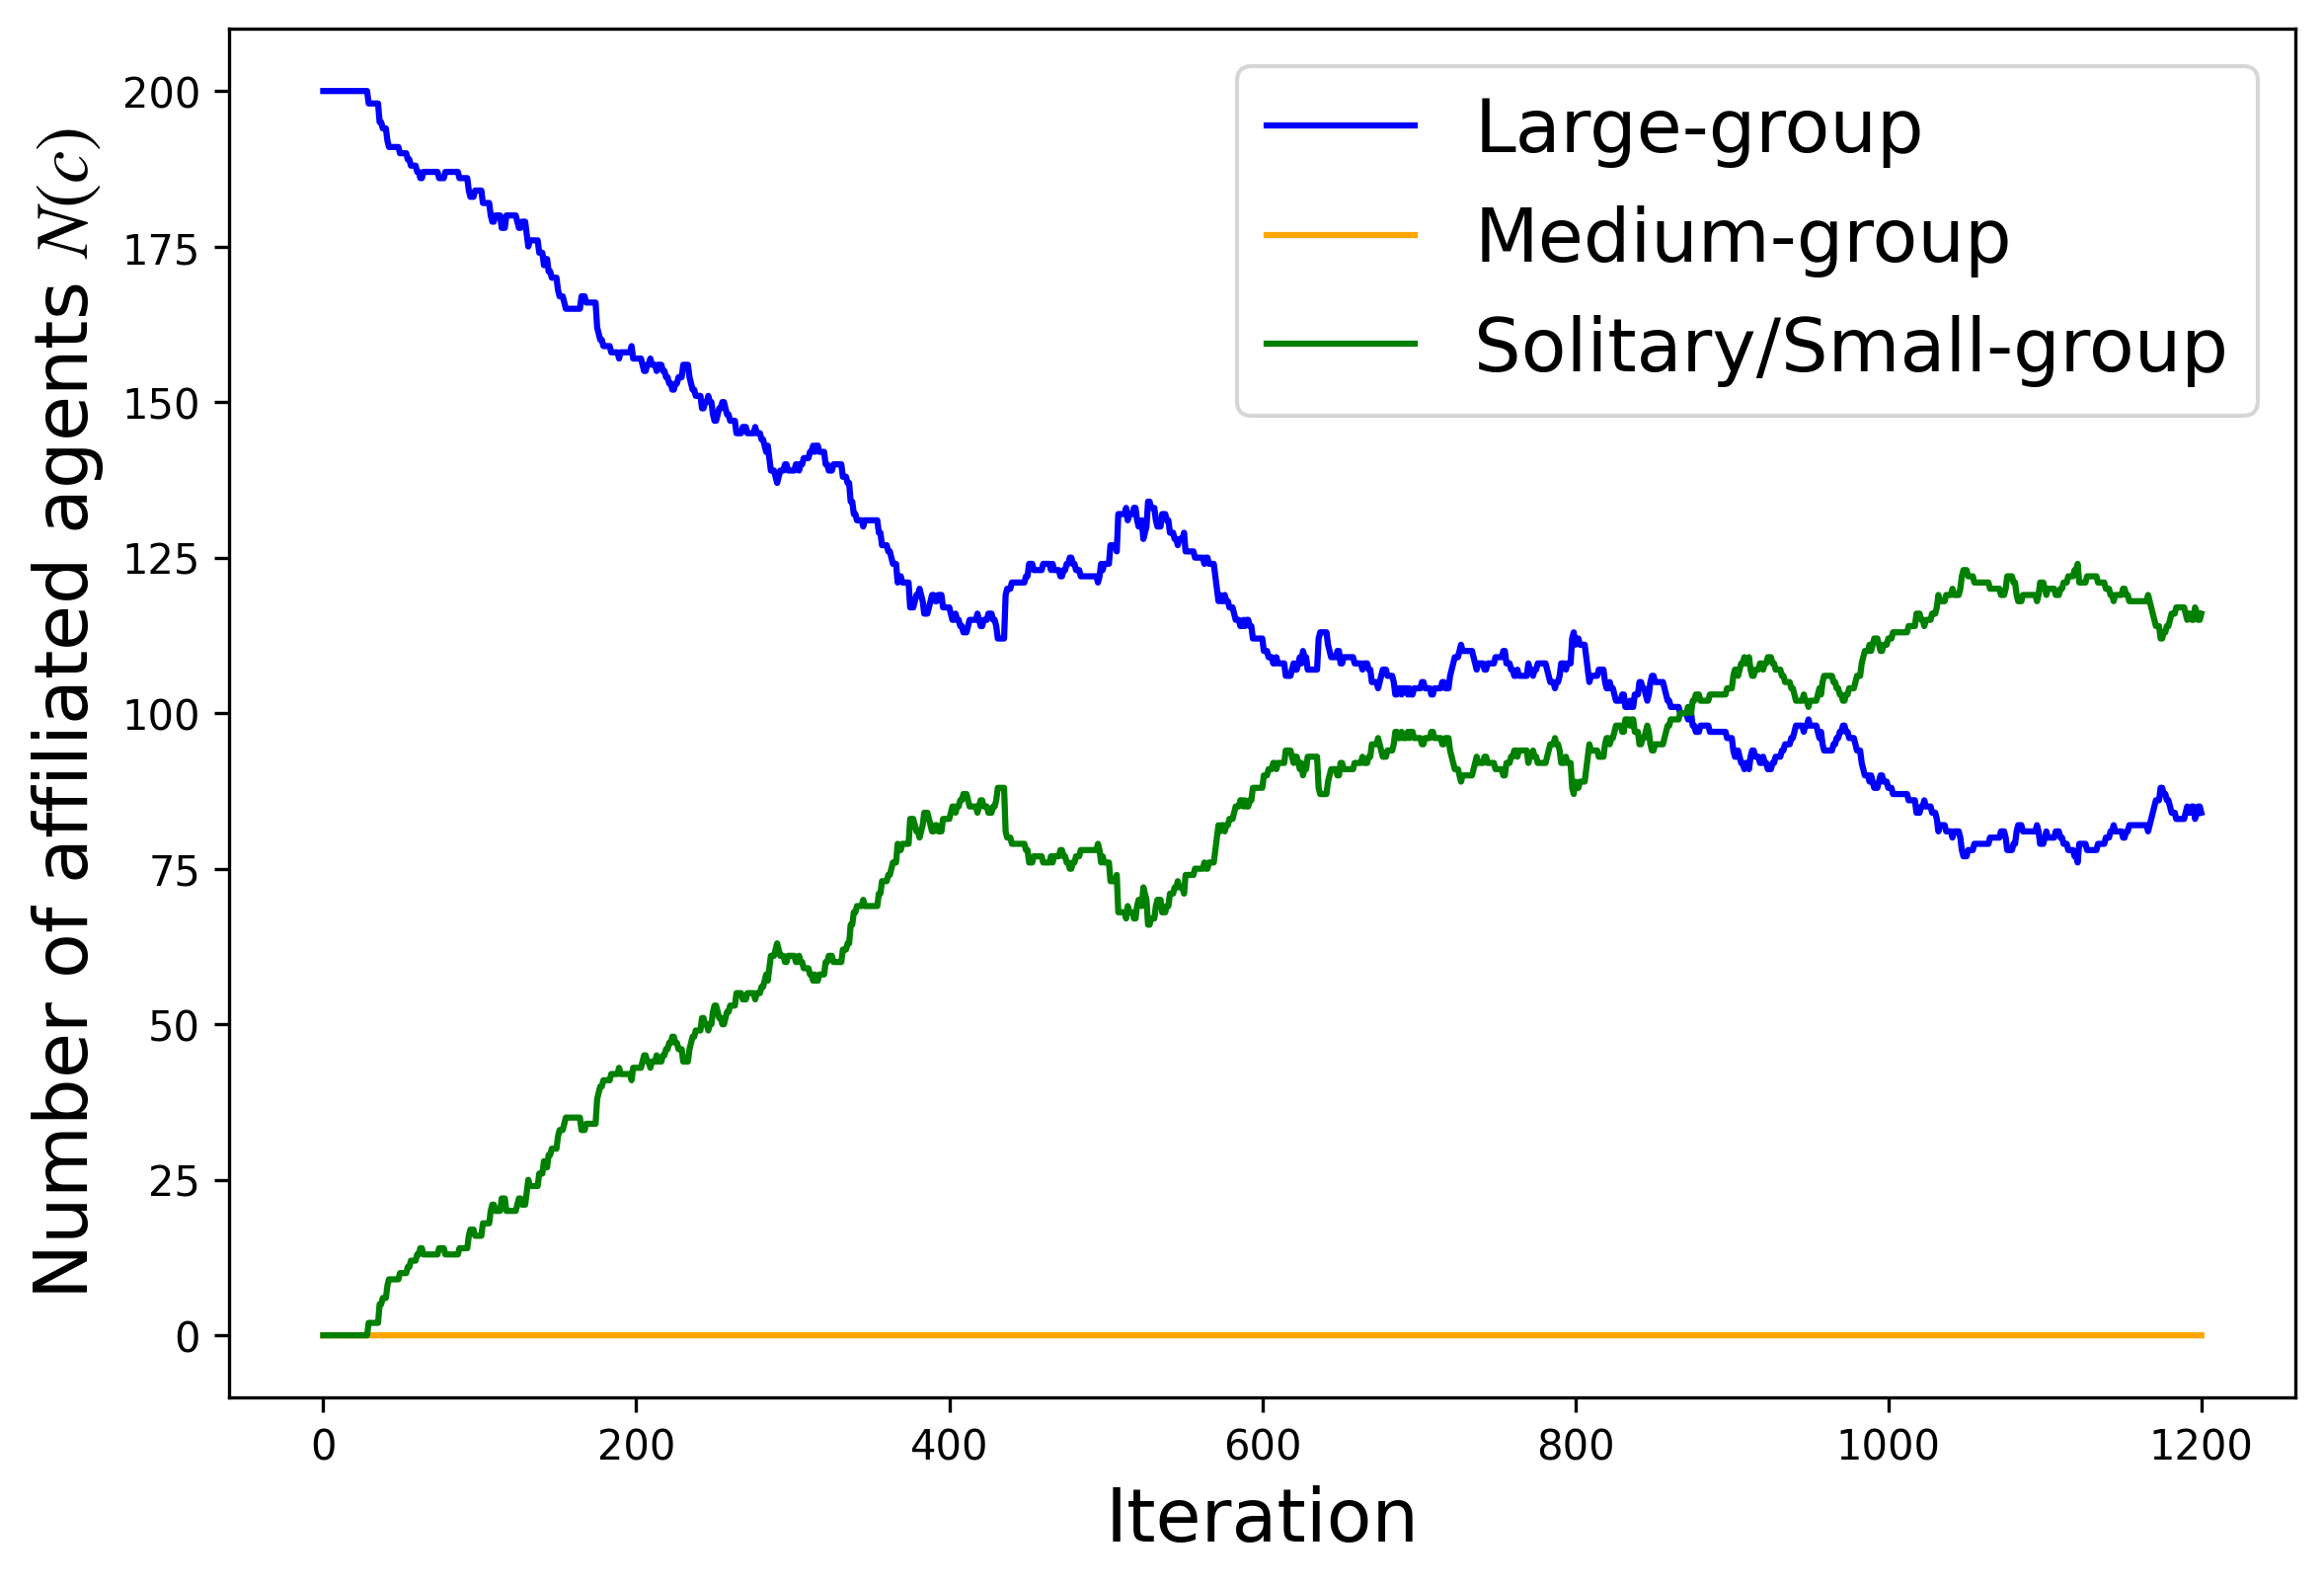 Number of affiliated agents N(c)
200
175
150
125
100
75
50
25
0
Large-group
Medium-group
Solitary/Small-group
0 200 400 600 800 1000 1200
Iteration